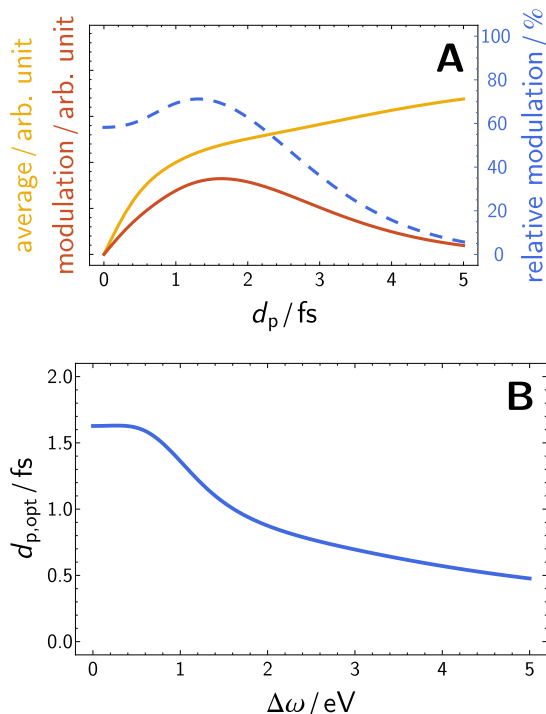 A
average / arb. unit
modulation / arb. unit
100
80
60
40
20
0
relative modulation / %
0 1 2 3 4 5
d_p / fs
B
2.0
1.5
1.0
0.5
0.0
d_p,opt / fs
0 1 2 3 4 5
Δω / eV